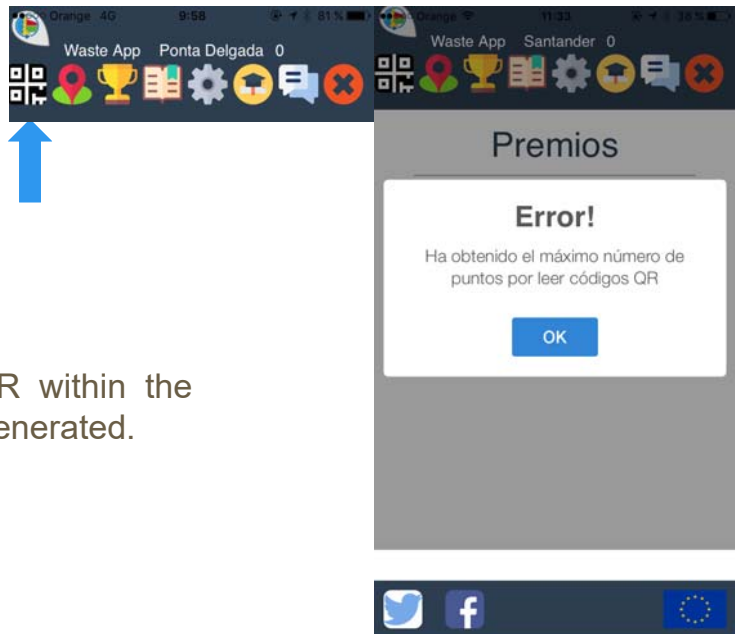 Orange 4G 9:58 81 %
Waste App Ponta Delgada 0
Orange 11:33 36 %
Waste App Santander 0
Premios
Error!
Ha obtenido el máximo número de
puntos por leer códigos QR
OK
R within the
enerated.